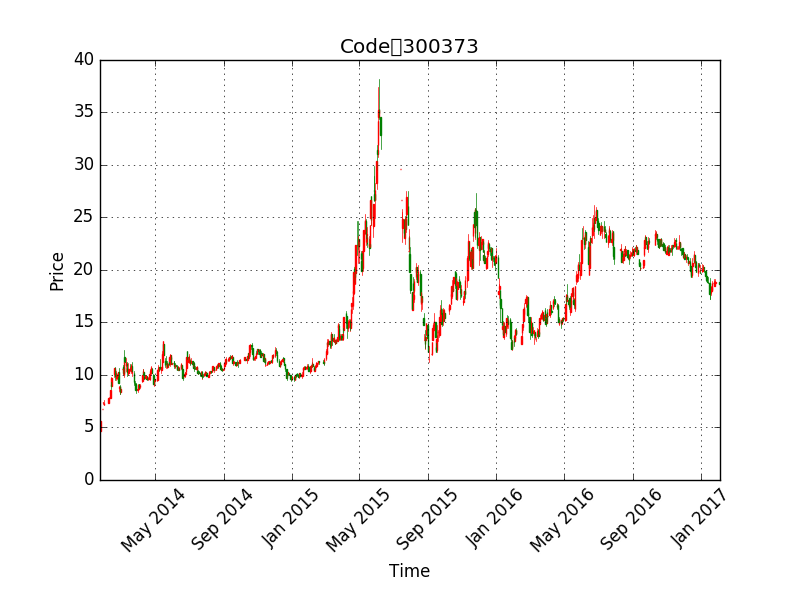 Code▯300373
40
35
30
25
20
15
10
5
0
Price
May 2014
Sep 2014
Jan 2015
May 2015
Sep 2015
Jan 2016
May 2016
Sep 2016
Jan 2017
Time